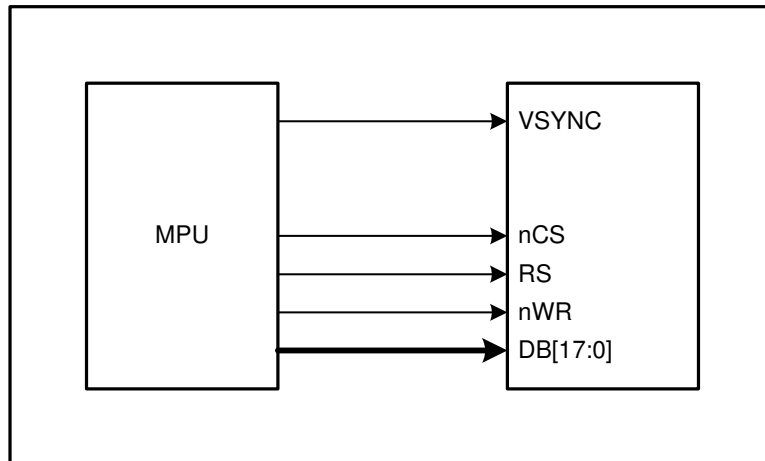 VSYNC
MPU
nCS
RS
nWR
DB[17:0]